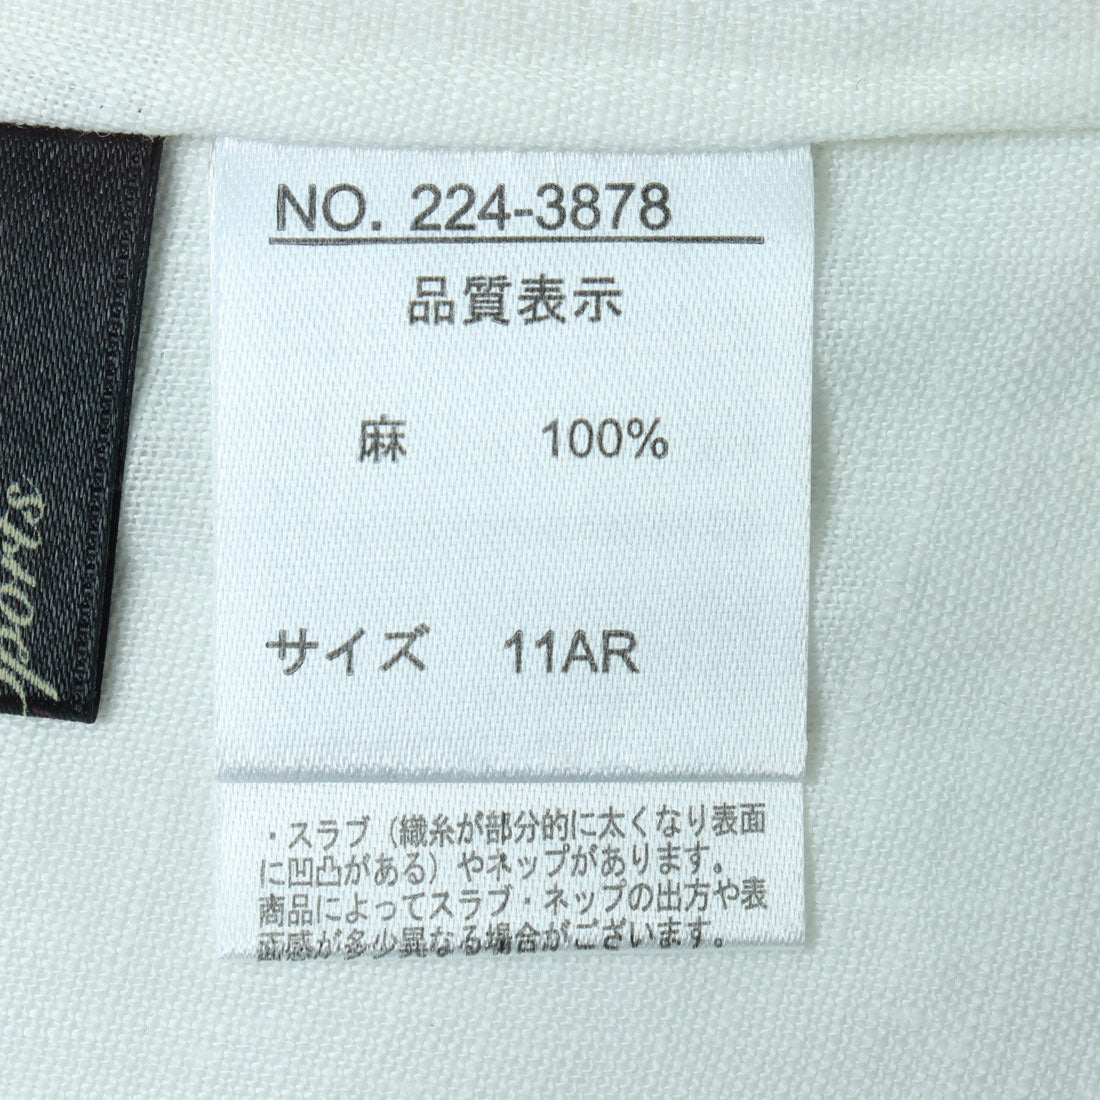 NO. 224-3878
品質表示
麻 100%
サイズ 11AR
・スラブ（織糸が部分的に太くなり表面
に凹凸がある）やネップがあります。
商品によってスラブ・ネップの出方や表
面感が多少異なる場合がございます。